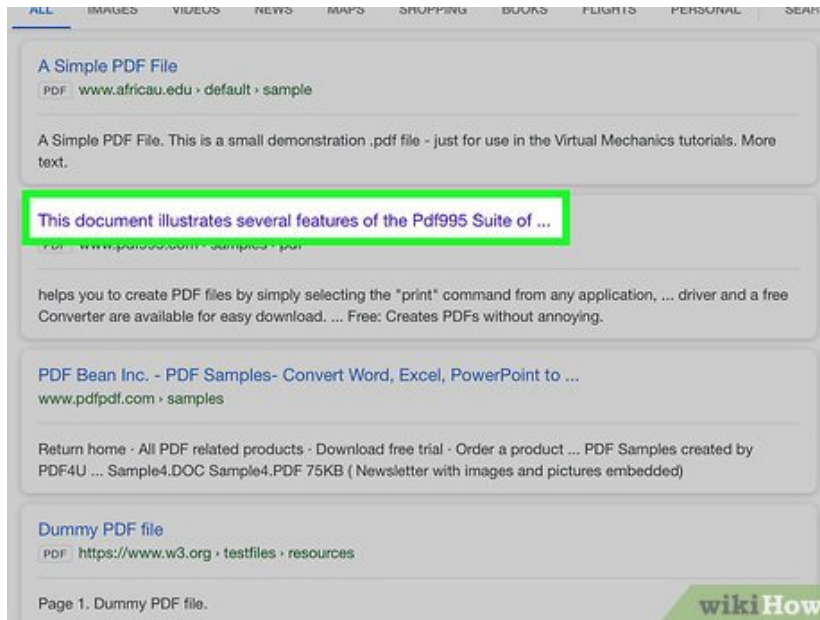 ALL IMAGES VIDEOS NEWS MAPS SHOPPING BOOKS FLIGHTS PERSONAL
A Simple PDF File
PDF www.africau.edu › default › sample
A Simple PDF File. This is a small demonstration .pdf file - just for use in the Virtual Mechanics tutorials. More
text.
This document illustrates several features of the Pdf995 Suite of ...
PDF www.pdf995.com › samples › pdf
helps you to create PDF files by simply selecting the "print" command from any application, ... driver and a free
Converter are available for easy download. ... Free: Creates PDFs without annoying.
PDF Bean Inc. - PDF Samples- Convert Word, Excel, PowerPoint to ...
www.pdfpdf.com › samples
Return home · All PDF related products · Download free trial · Order a product ... PDF Samples created by
PDF4U ... Sample4.DOC Sample4.PDF 75KB ( Newsletter with images and pictures embedded)
Dummy PDF file
PDF https://www.w3.org › testfiles › resources
Page 1. Dummy PDF file.
wikiHow